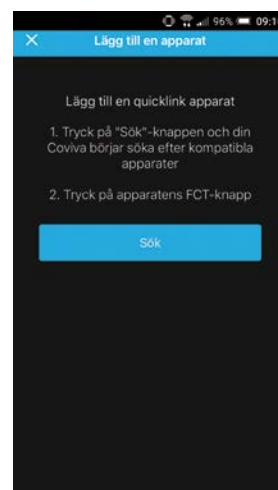 96% 09:1
Lägg till en apparat
Lägg till en quicklink apparat
1. Tryck på "Sök"-knappen och din
Coviva börjar söka efter kompatibla
apparater
2. Tryck på apparatens FCT-knapp
Sök